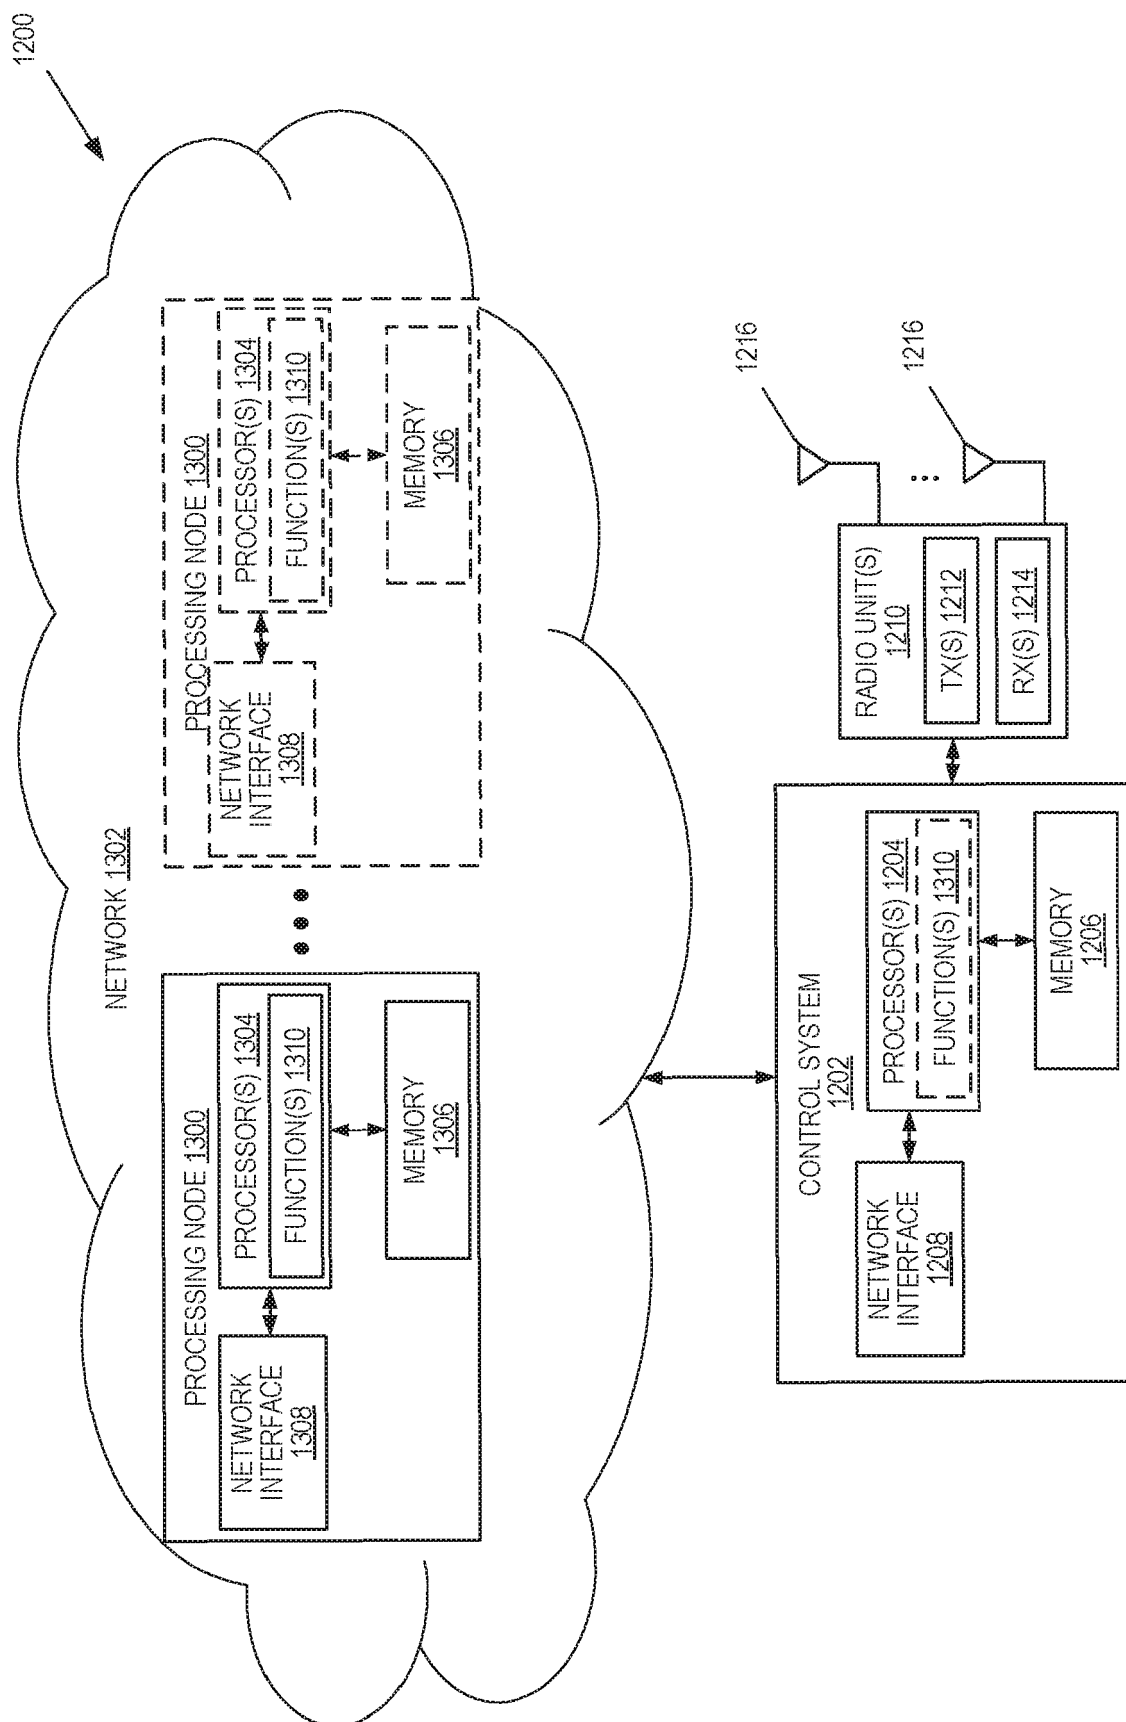 1200
NETWORK 1302
PROCESSING NODE 1300
NETWORK
INTERFACE
1308
PROCESSOR(S) 1304
FUNCTION(S) 1310
MEMORY
1306
PROCESSING NODE 1300
NETWORK
INTERFACE
1308
PROCESSOR(S) 1304
FUNCTION(S) 1310
MEMORY
1306
CONTROL SYSTEM
1202
NETWORK
INTERFACE
1208
PROCESSOR(S) 1204
FUNCTION(S) 1310
MEMORY
1206
RADIO UNIT(S)
1210
TX(S) 1212
RX(S) 1214
1216
1216